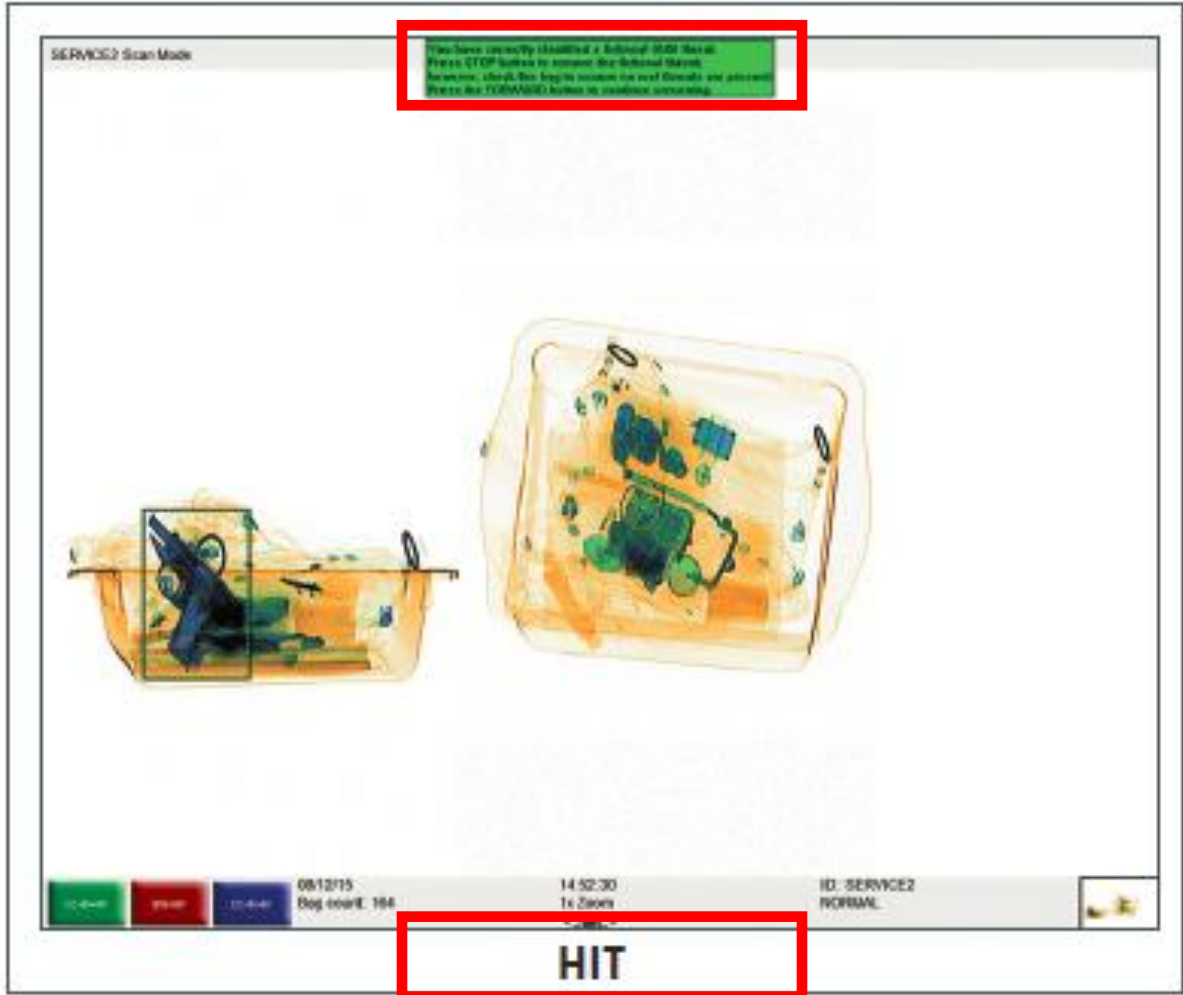 SERVICE2 Scan Mode
You have correctly identified a fictional GUN threat.
Press STOP button to remove the fictional threat;
however, check the bag to ensure no real threats are present.
Press the FORWARD button to continue screening.
08/12/15
Bag count: 164
14:52:30
1x Zoom
ID: SERVICE2
NORMAL
HIT